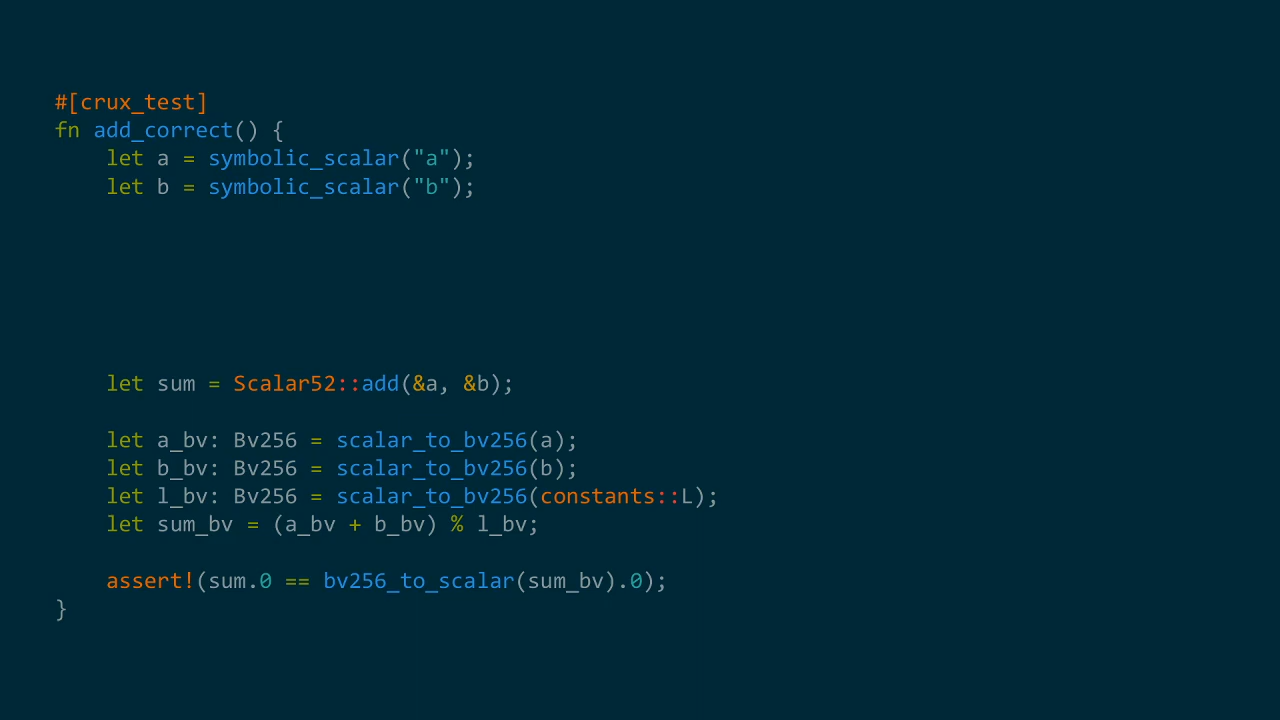 #[crux_test]
fn add_correct() {
    let a = symbolic_scalar("a");
    let b = symbolic_scalar("b");
    let sum = Scalar52::add(&a, &b);
    let a_bv: Bv256 = scalar_to_bv256(a);
    let b_bv: Bv256 = scalar_to_bv256(b);
    let l_bv: Bv256 = scalar_to_bv256(constants::L);
    let sum_bv = (a_bv + b_bv) % l_bv;
    assert!(sum.0 == bv256_to_scalar(sum_bv).0);
}